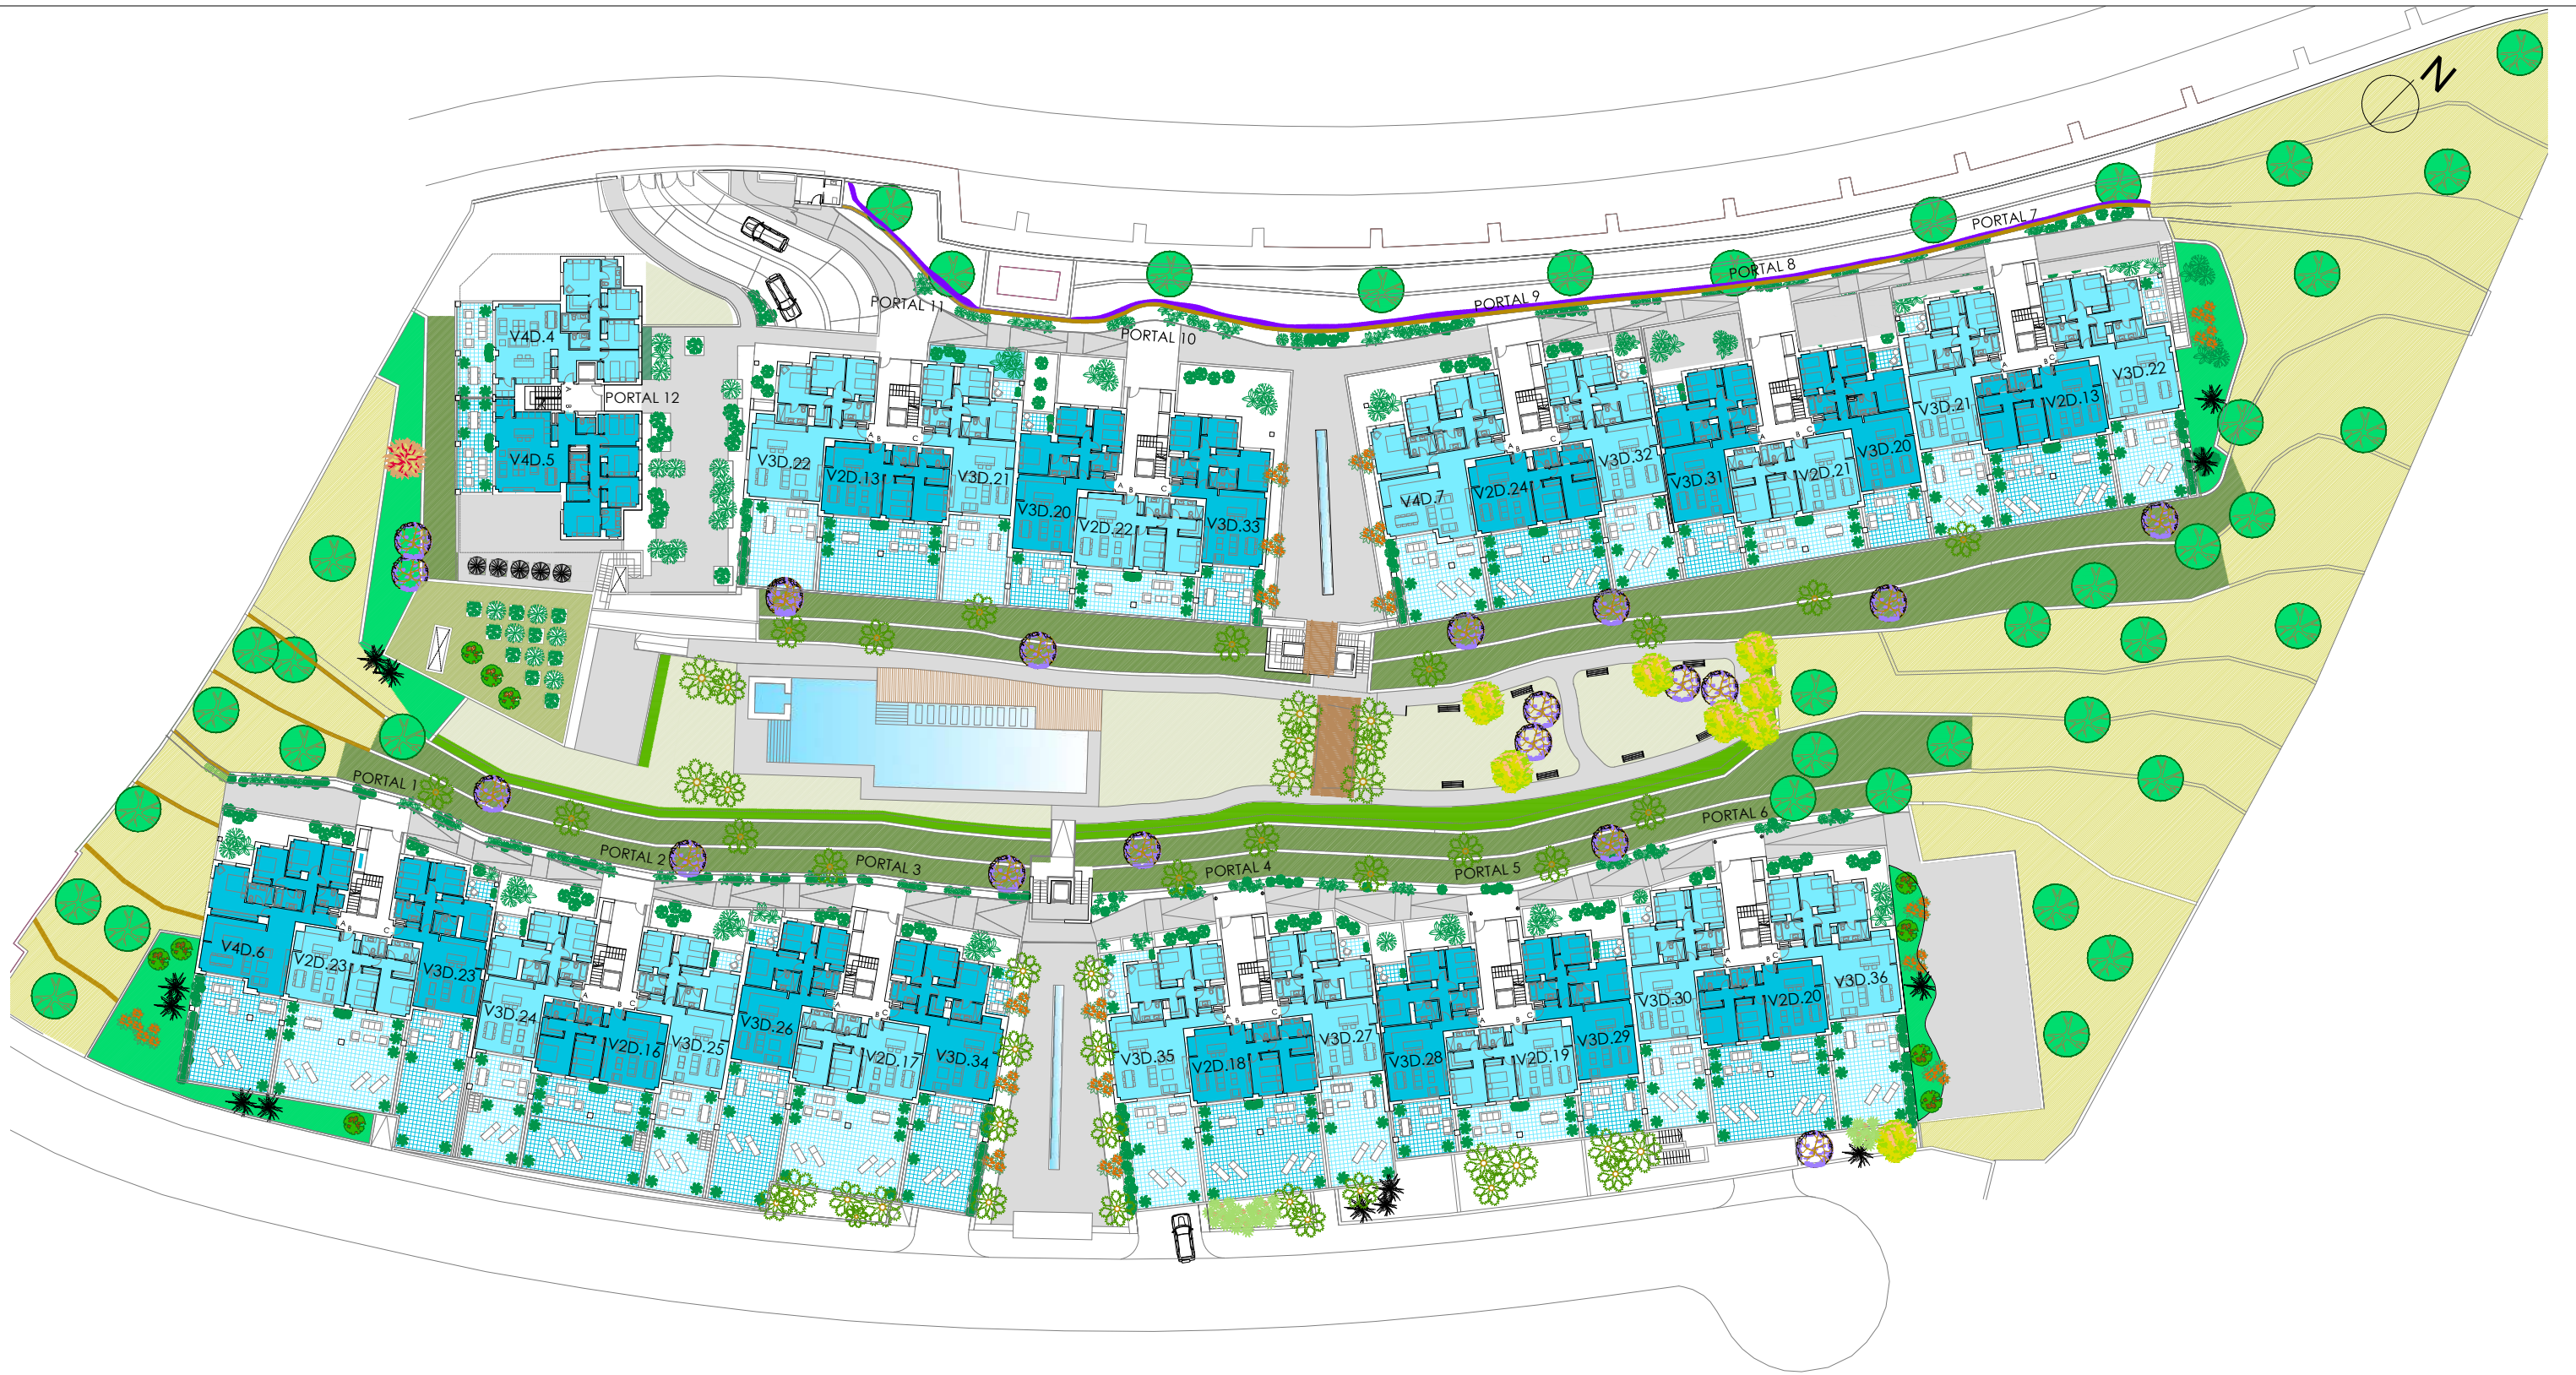 N
PORTAL 7
PORTAL 8
PORTAL 9
PORTAL 11
PORTAL 10
V4D.4
A
B
PORTAL 12
V4D.5
V3D.22
V2D.13
V3D.21
A
B
C
V3D.20
V2D.22
V3D.33
A
B
C
V4D.7
V2D.24
V3D.32
A
B
C
V3D.31
V2D.21
V3D.20
A
B
C
V3D.21
V2D.13
V3D.22
A
B
C
PORTAL 1
PORTAL 2
PORTAL 3
PORTAL 4
PORTAL 5
PORTAL 6
V4D.6
V2D.23
V3D.23
A
B
C
V3D.24
V2D.16
V3D.25
A
B
C
V3D.26
V2D.17
V3D.34
A
B
C
V3D.35
V2D.18
V3D.27
A
B
C
V3D.28
V2D.19
V3D.29
A
B
C
V3D.30
V2D.20
V3D.36
A
B
C